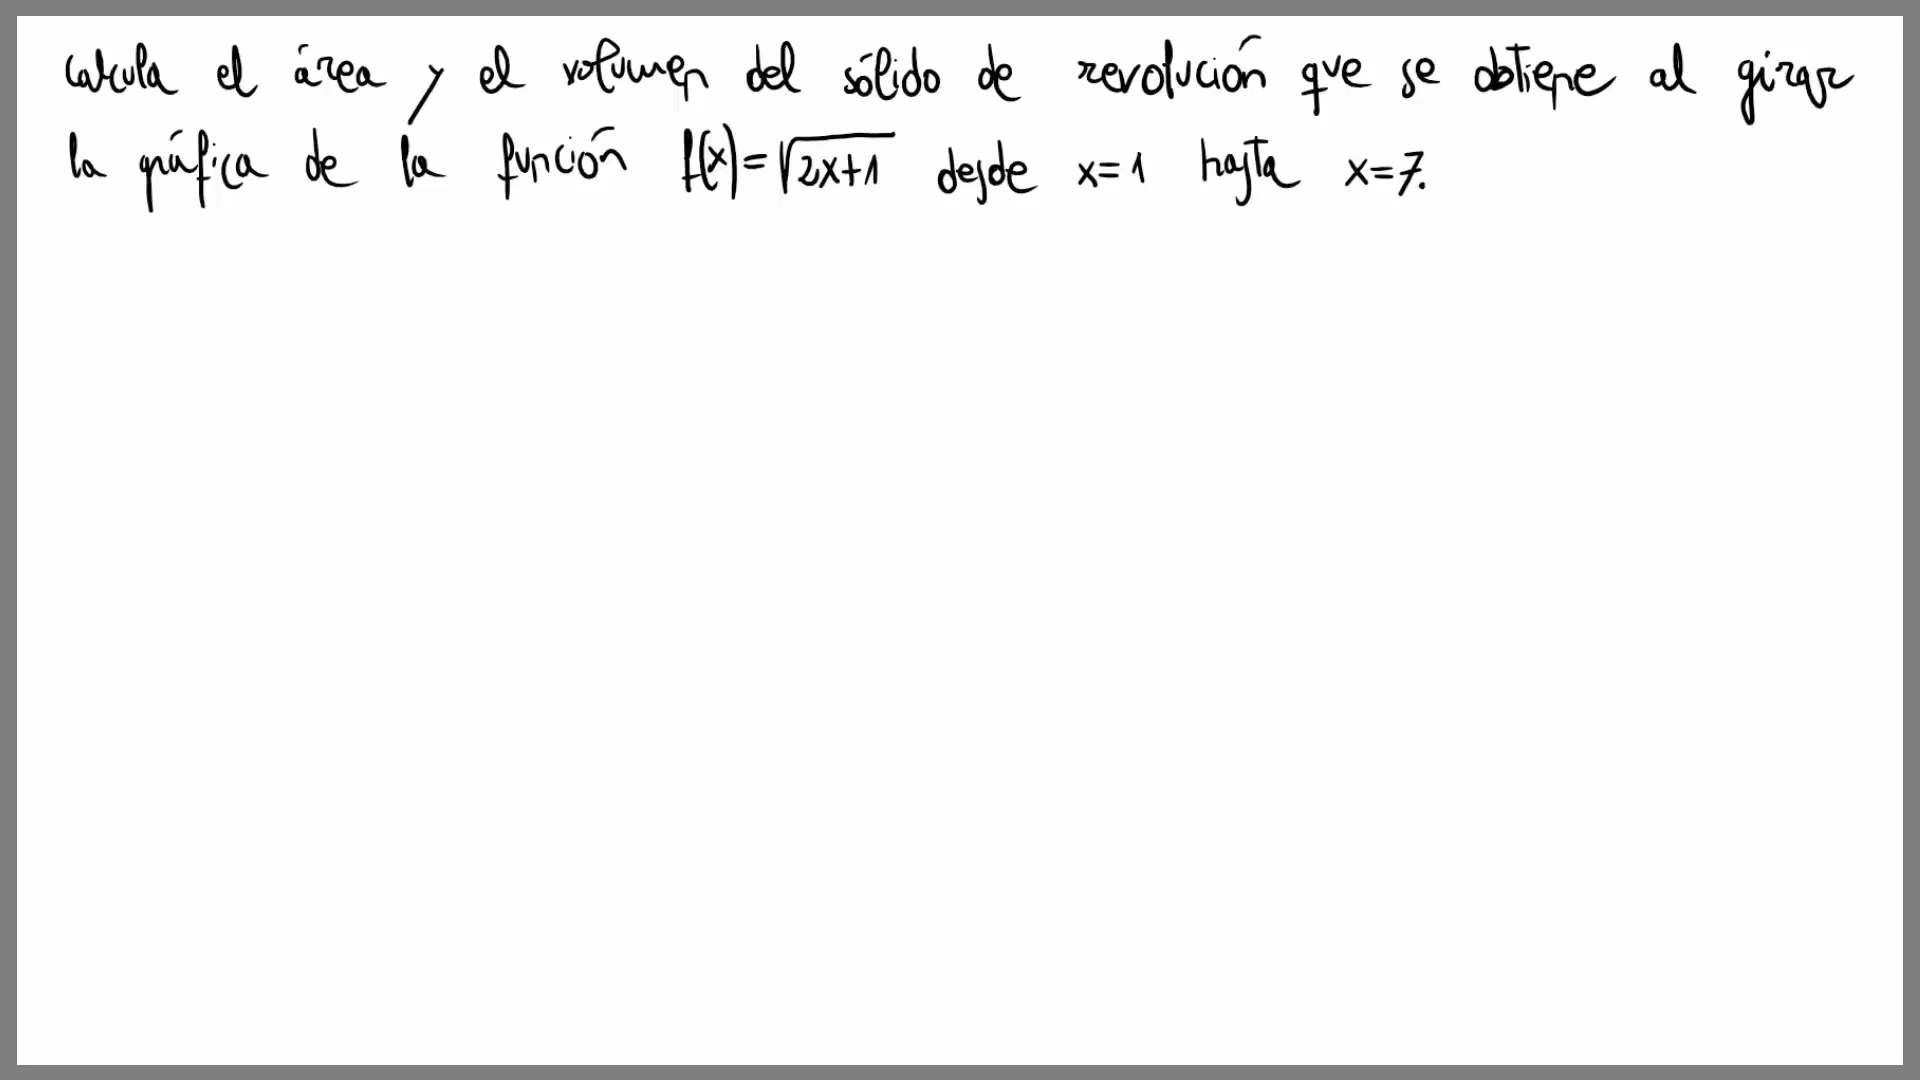 Calcula el área y el volumen del sólido de revolución que se obtiene al girar
la gráfica de la función f(x)=√(2x+1) desde x=1 hasta x=7.